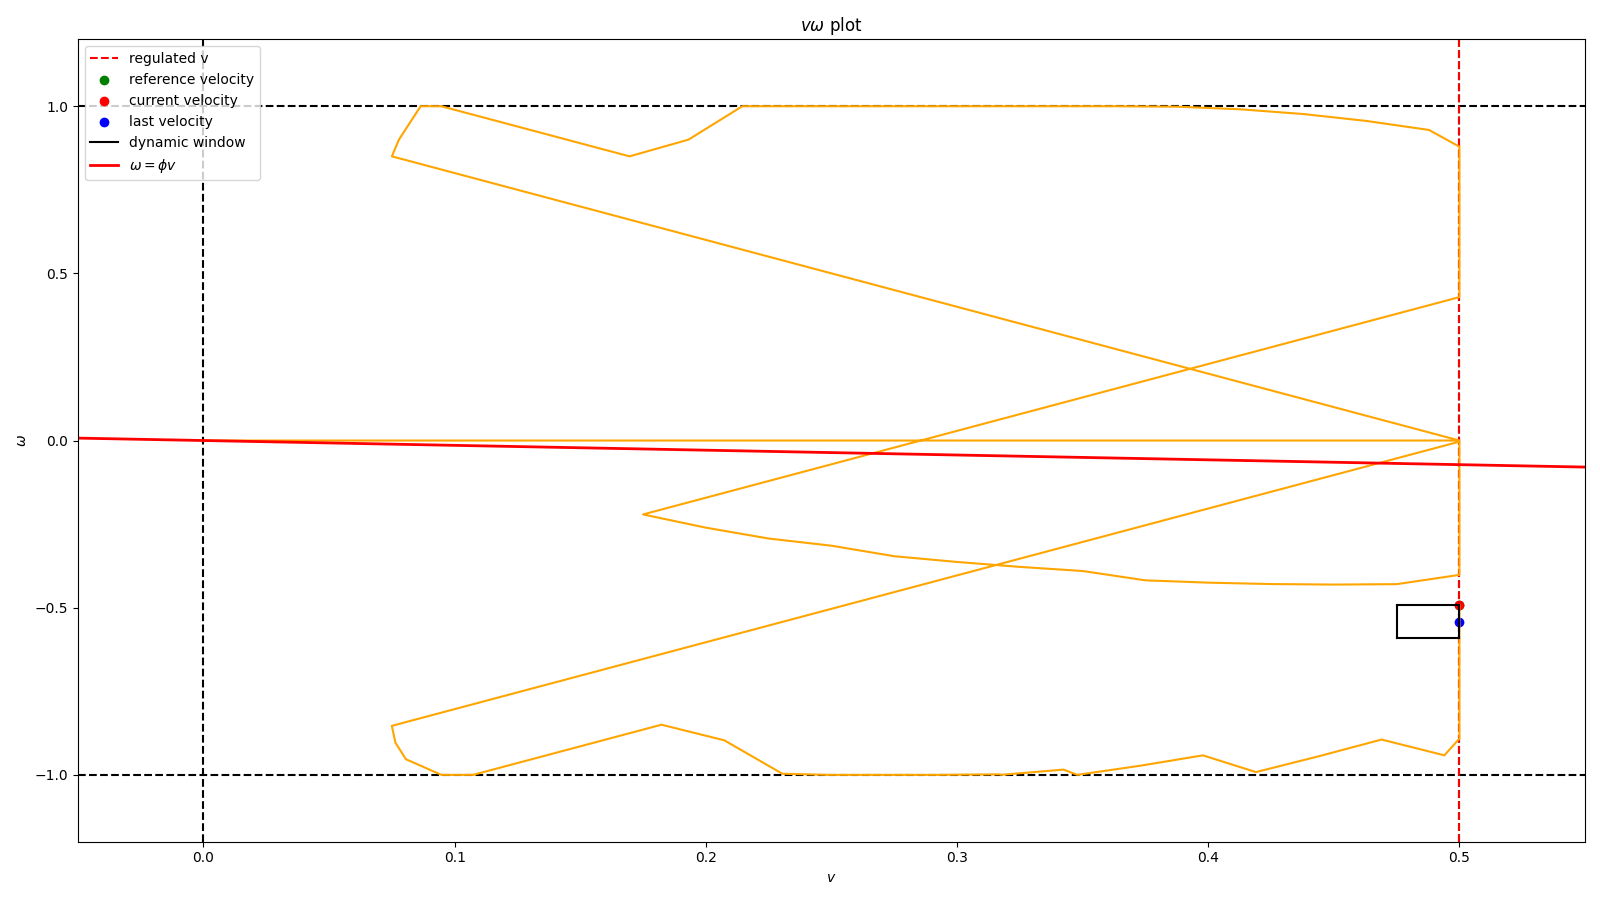 vω plot
regulated v
reference velocity
current velocity
last velocity
dynamic window
ω = ϕv
1.0
0.5
0.0
−0.5
−1.0
ω
0.0 0.1 0.2 0.3 0.4 0.5
v